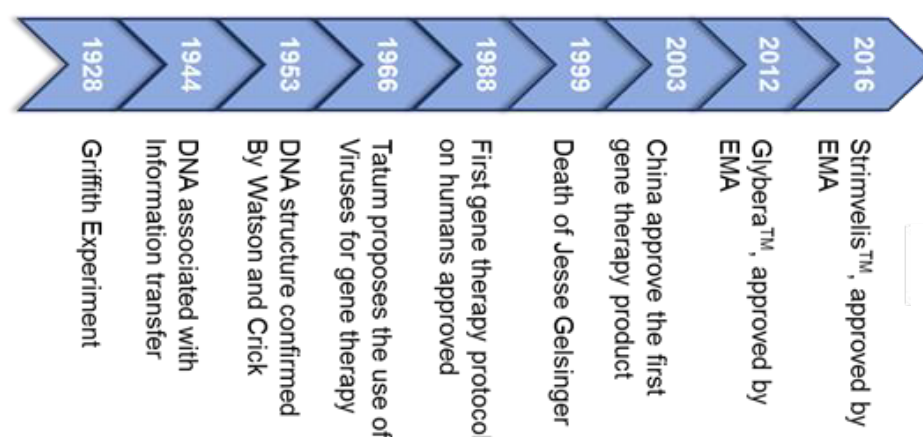 1928
Griffith Experiment
1944
DNA associated with
Information transfer
1953
DNA structure confirmed
By Watson and Crick
1966
Tatum proposes the use of
Viruses for gene therapy
1988
First gene therapy protocol
on humans approved
1999
Death of Jesse Gelsinger
2003
China approve the first
gene therapy product
2012
Glybera™, approved by
EMA
2016
Strimvelis™, approved by
EMA